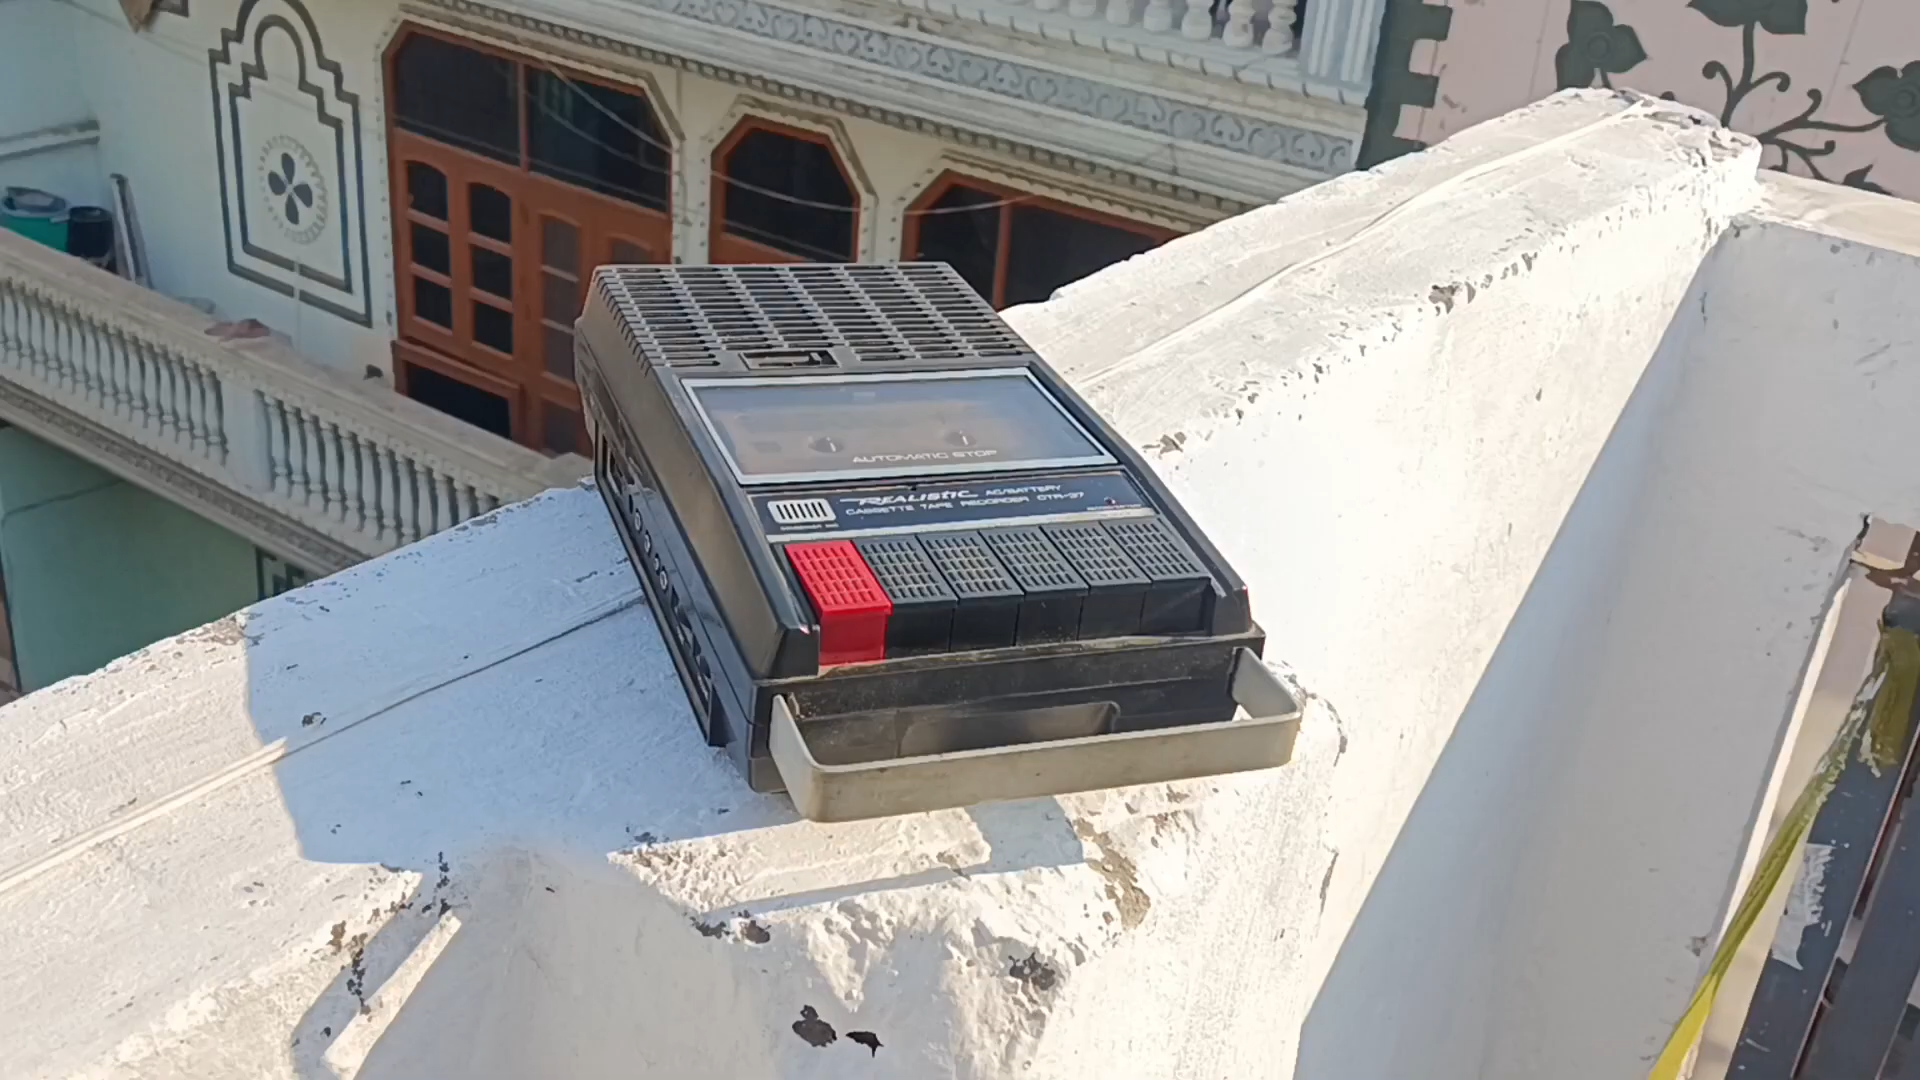 AUTOMATIC STOP
REALISTIC AC/BATTERY
CASSETTE TAPE RECORDER CTR-37